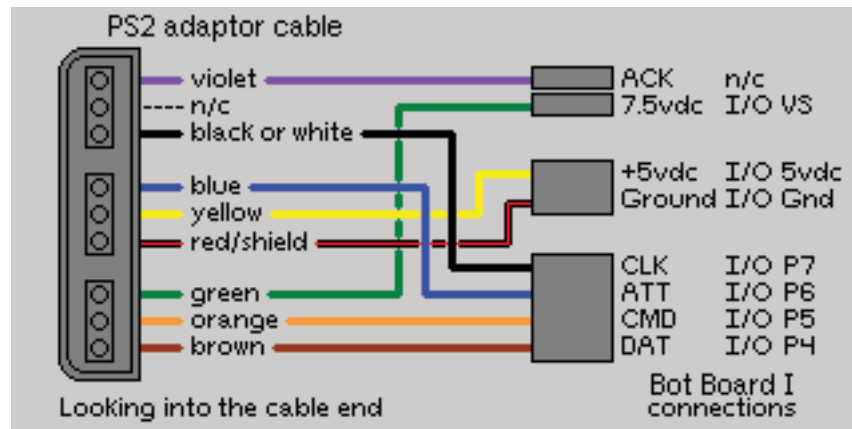 PS2 adaptor cable
violet ACK n/c
n/c 7.5vdc I/O VS
black or white
blue +5vdc I/O 5vdc
yellow Ground I/O Gnd
red/shield
CLK I/O P7
green ATT I/O P6
orange CMD I/O P5
brown DAT I/O P4
Looking into the cable end
Bot Board I
connections